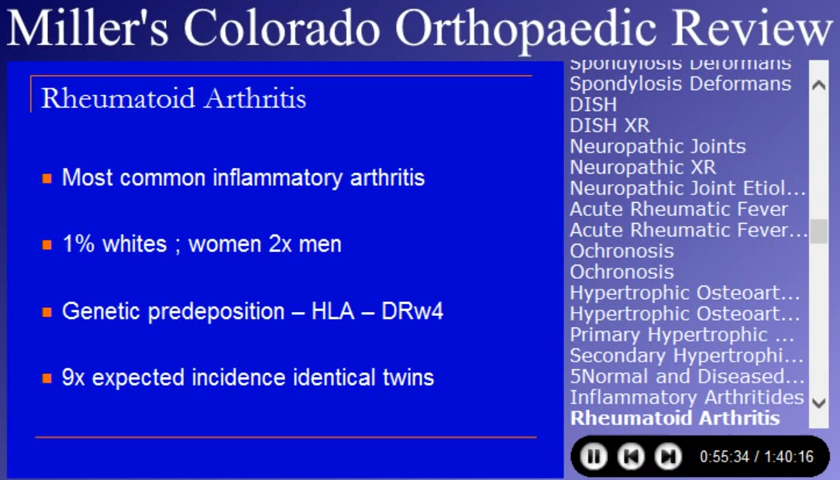 Miller's Colorado Orthopaedic Review
Rheumatoid Arthritis
Most common inflammatory arthritis
1% whites ; women 2x men
Genetic predeposition – HLA – DRw4
9x expected incidence identical twins
Spondylosis Deformans
Spondylosis Deformans
DISH
DISH XR
Neuropathic Joints
Neuropathic XR
Neuropathic Joint Etiol...
Acute Rheumatic Fever
Acute Rheumatic Fever...
Ochronosis
Ochronosis
Hypertrophic Osteoart...
Hypertrophic Osteoart...
Primary Hypertrophic ...
Secondary Hypertrophi...
5Normal and Diseased...
Inflammatory Arthritides
Rheumatoid Arthritis
0:55:34 / 1:40:16